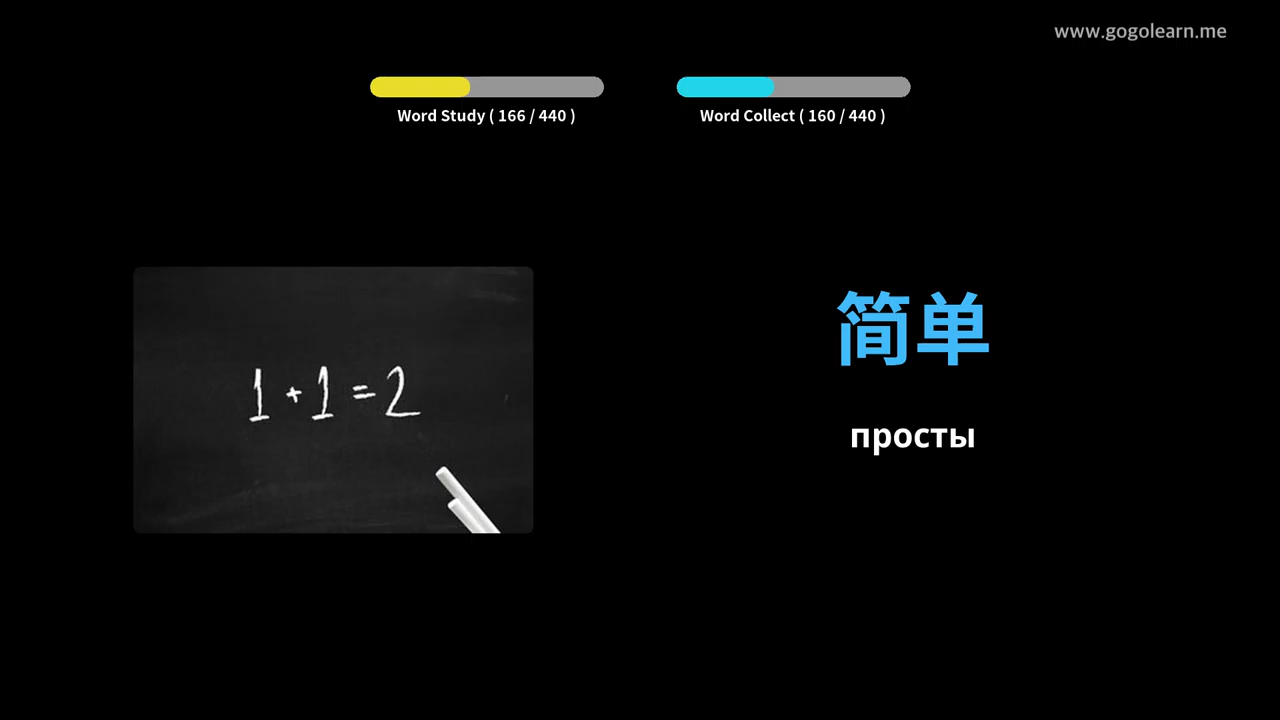 www.gogolearn.me
Word Study ( 166 / 440 )
Word Collect ( 160 / 440 )
1 + 1 = 2
简单
просты